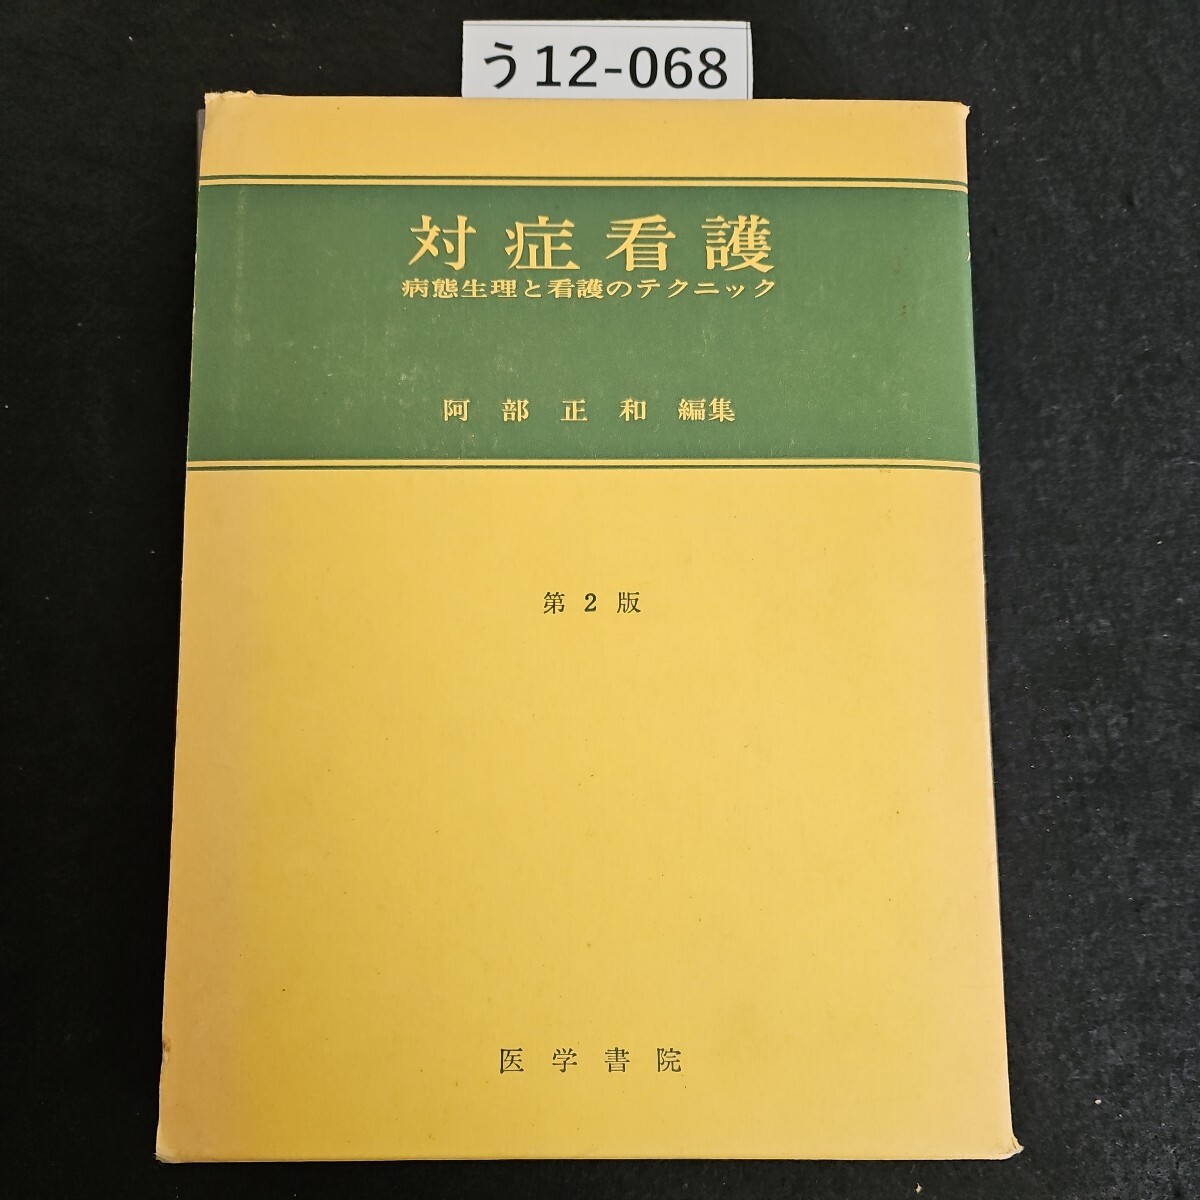 う12-068
対症看護
病態生理と看護のテクニック
阿部正和 編集
第2版
医学書院